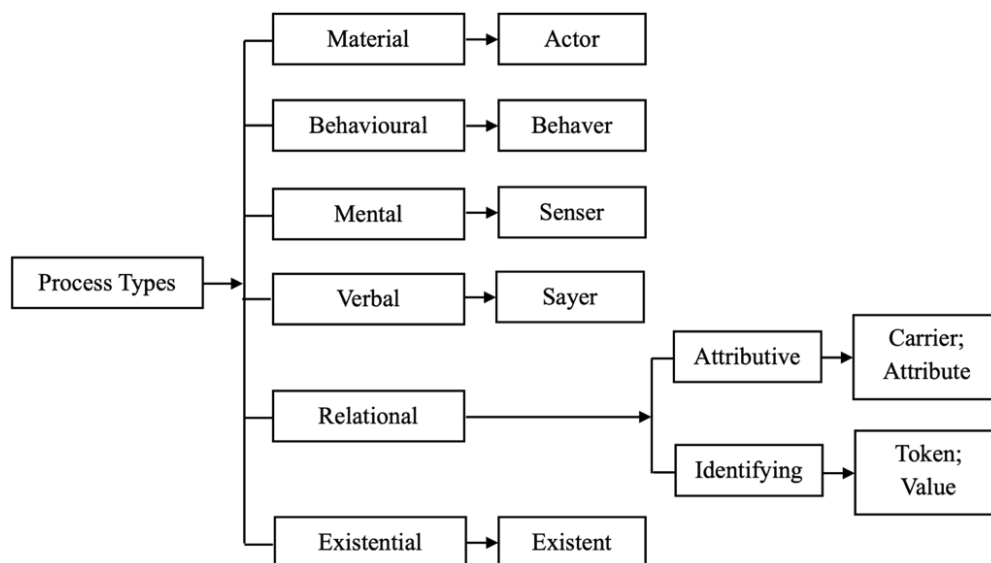 Material
Actor
Behavioural
Behaver
Mental
Senser
Process Types
Verbal
Sayer
Attributive
Carrier;
Attribute
Relational
Identifying
Token;
Value
Existential
Existent